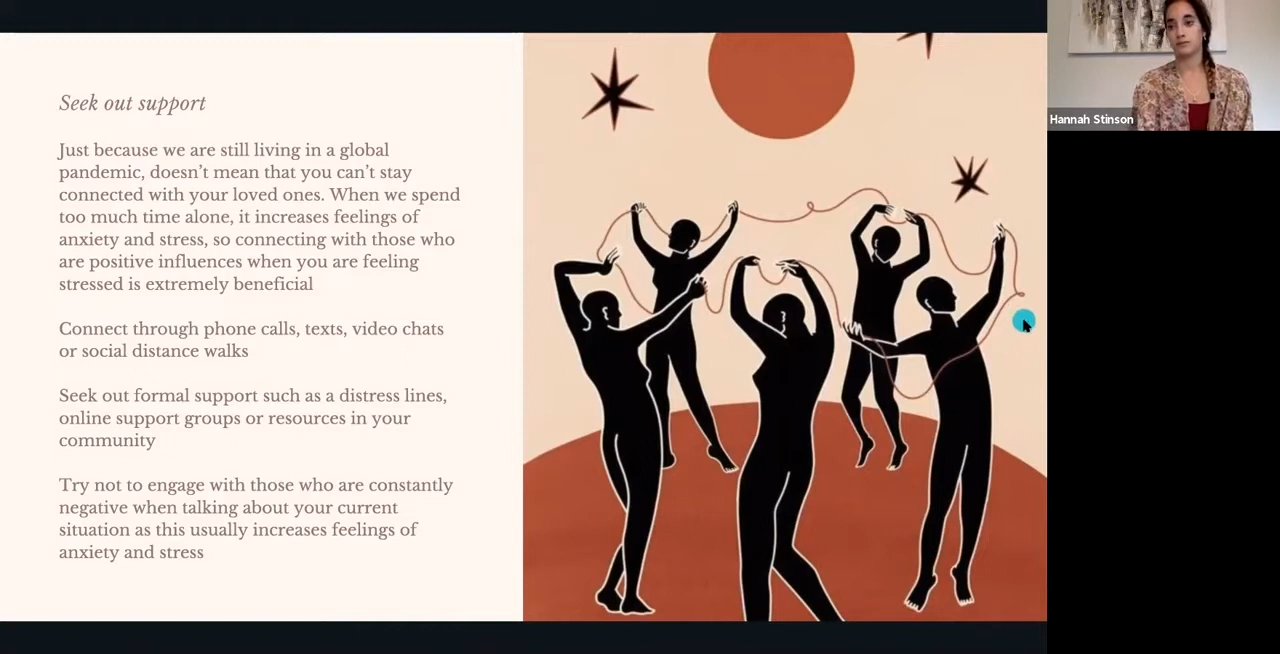 Seek out support
Just because we are still living in a global
pandemic, doesn’t mean that you can’t stay
connected with your loved ones. When we spend
too much time alone, it increases feelings of
anxiety and stress, so connecting with those who
are positive influences when you are feeling
stressed is extremely beneficial
Connect through phone calls, texts, video chats
or social distance walks
Seek out formal support such as a distress lines,
online support groups or resources in your
community
Try not to engage with those who are constantly
negative when talking about your current
situation as this usually increases feelings of
anxiety and stress
Hannah Stinson